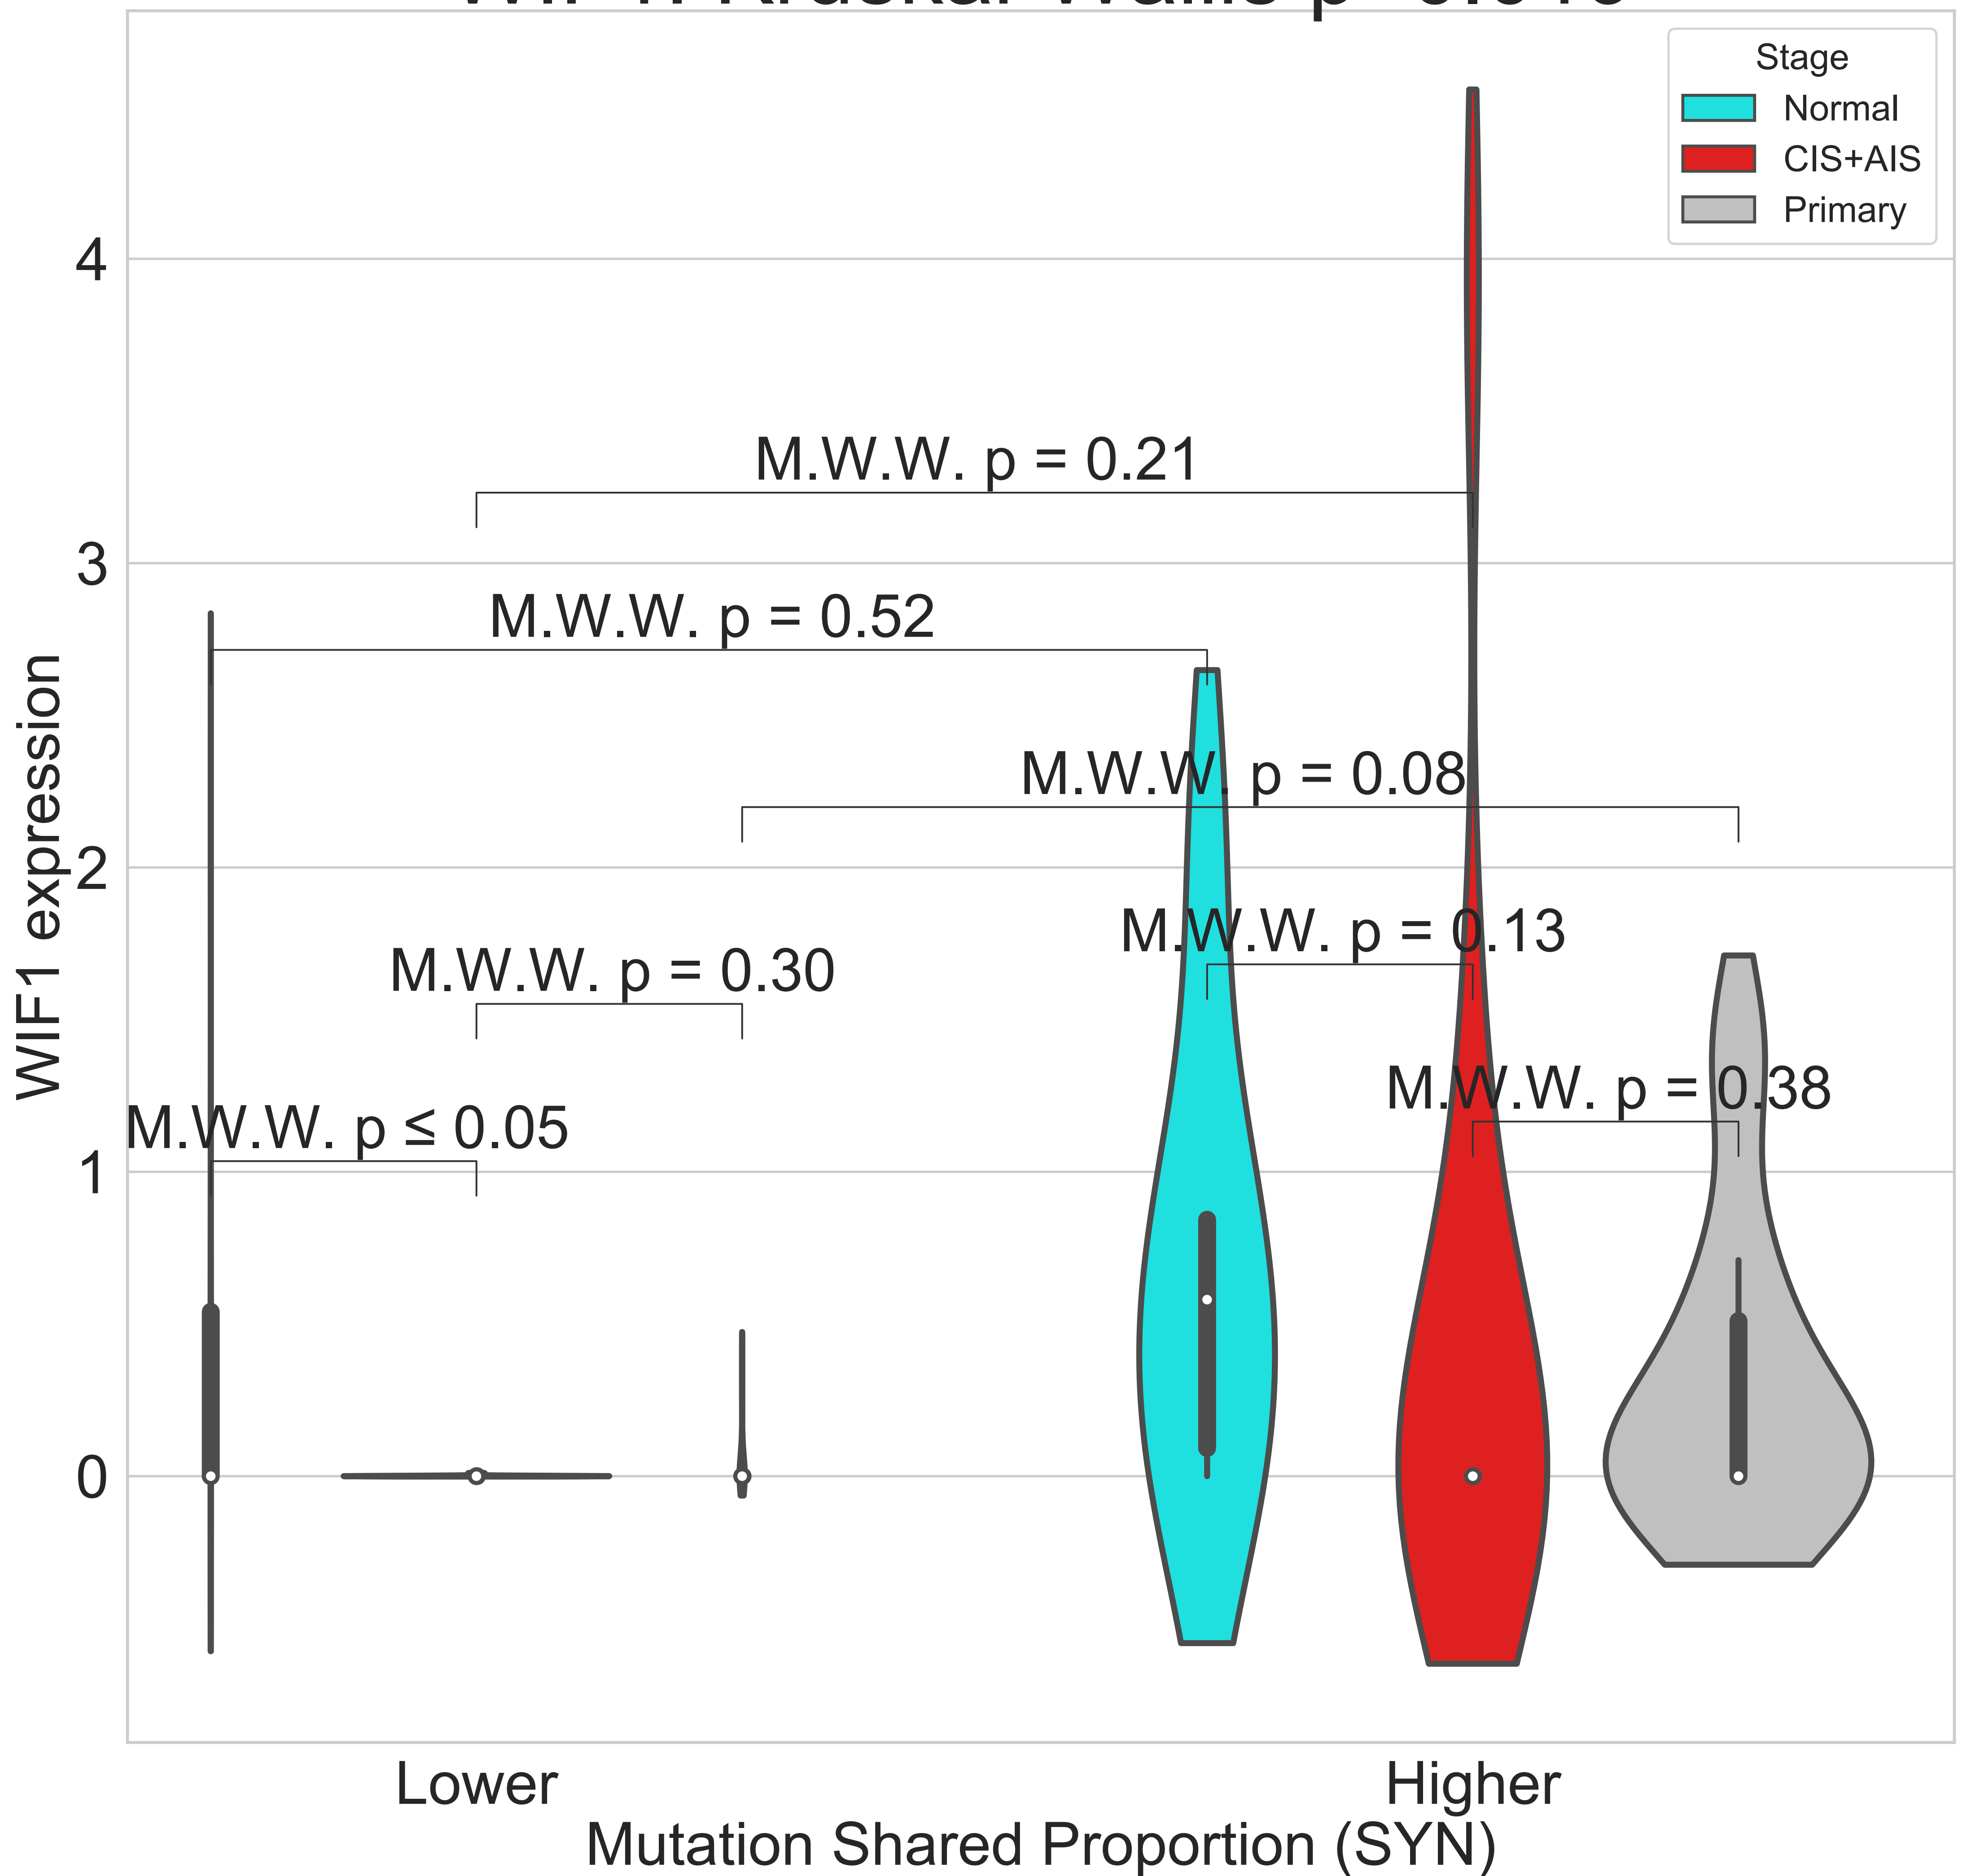 Stage
Normal
CIS+AIS
Primary
4
3
2
1
0
WIF1 expression
M.W.W. p = 0.21
M.W.W. p = 0.52
M.W.W. p = 0.08
M.W.W. p = 0.13
M.W.W. p = 0.30
M.W.W. p = 0.38
M.W.W. p ≤ 0.05
Lower
Higher
Mutation Shared Proportion (SYN)